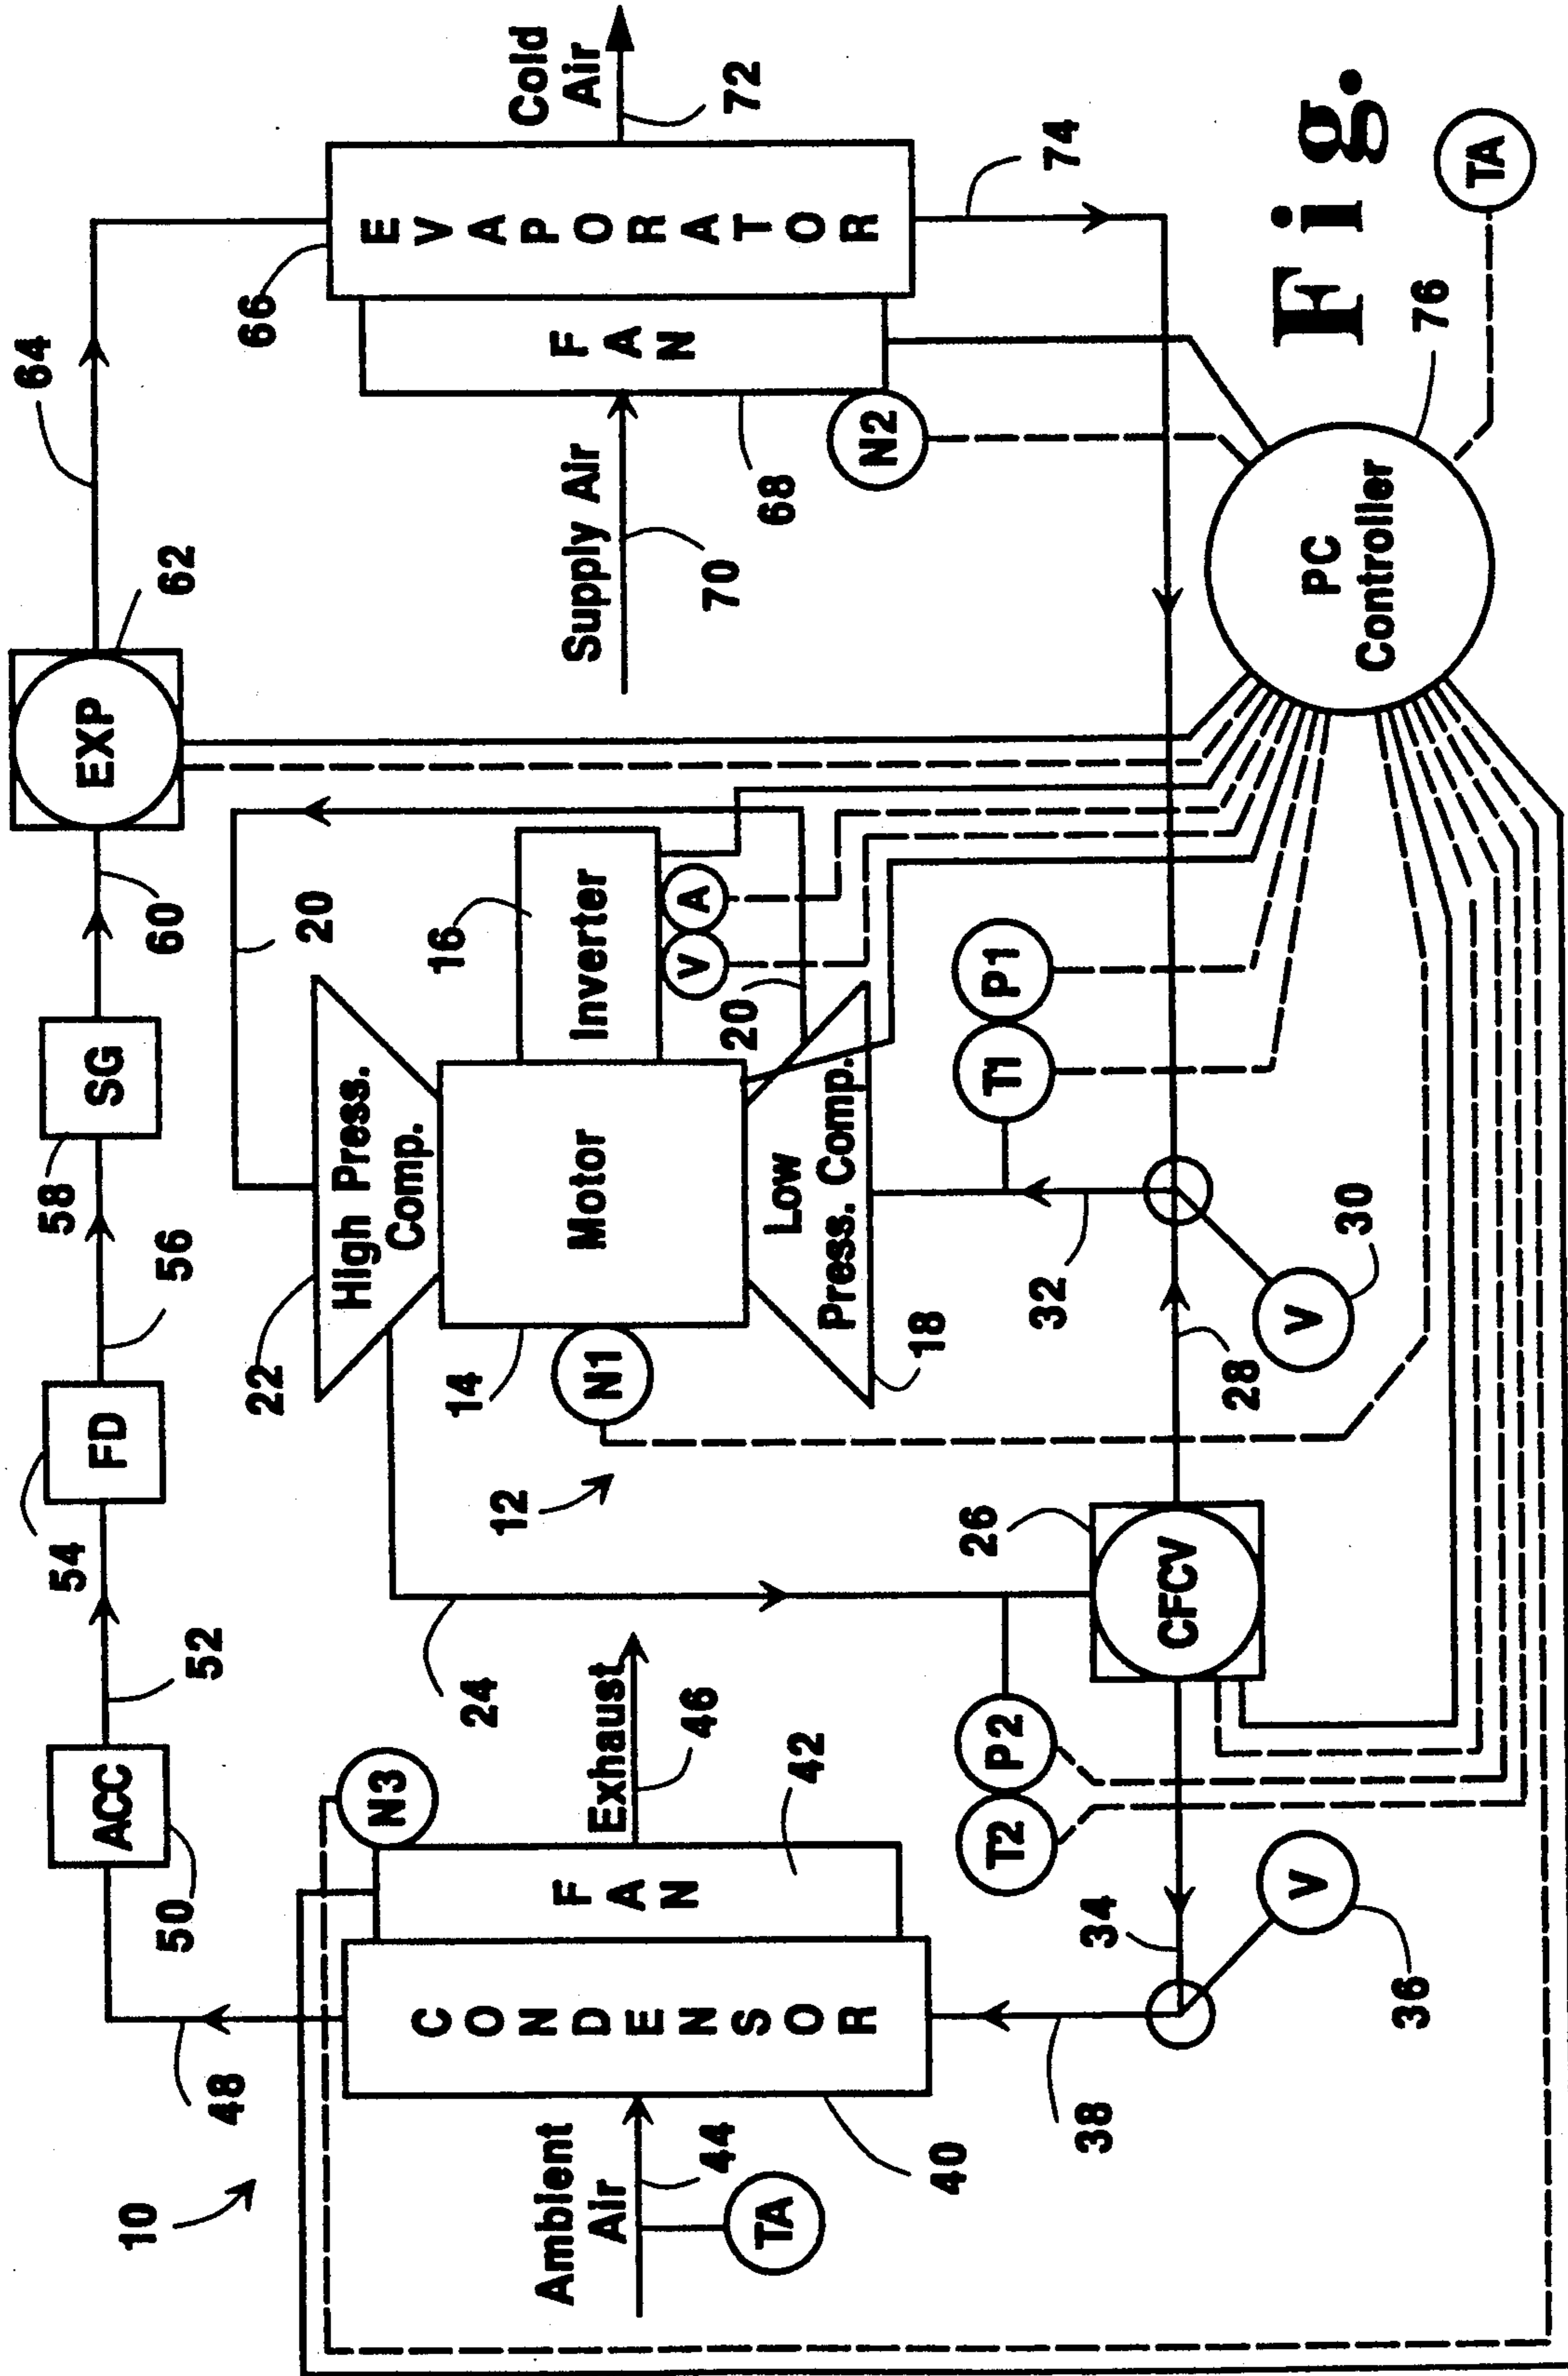 10
48
50
ACC
52
54
FD
56
58
SG
60
EXP
62
64
66
EVAPORATOR
FAN
Cold
Air
72
Supply Air
70
68
N2
74
20
22
High Press.
Comp.
16
Inverter
V
A
20
14
Motor
N1
Low
Press. Comp.
18
12
24
N3
Exhaust
46
42
FAN
CONDENSOR
Ambient
Air
44
TA
40
38
34
T2
P2
V
36
26
CFCV
28
32
T1
P1
V
30
PC
Controller
76
TA
Fig.